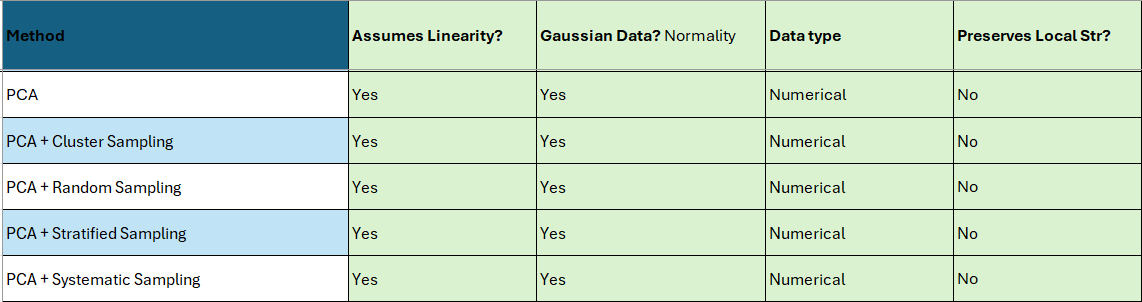 Method Assumes Linearity? Gaussian Data? Normality Data type Preserves Local Str?
PCA Yes Yes Numerical No
PCA + Cluster Sampling Yes Yes Numerical No
PCA + Random Sampling Yes Yes Numerical No
PCA + Stratified Sampling Yes Yes Numerical No
PCA + Systematic Sampling Yes Yes Numerical No